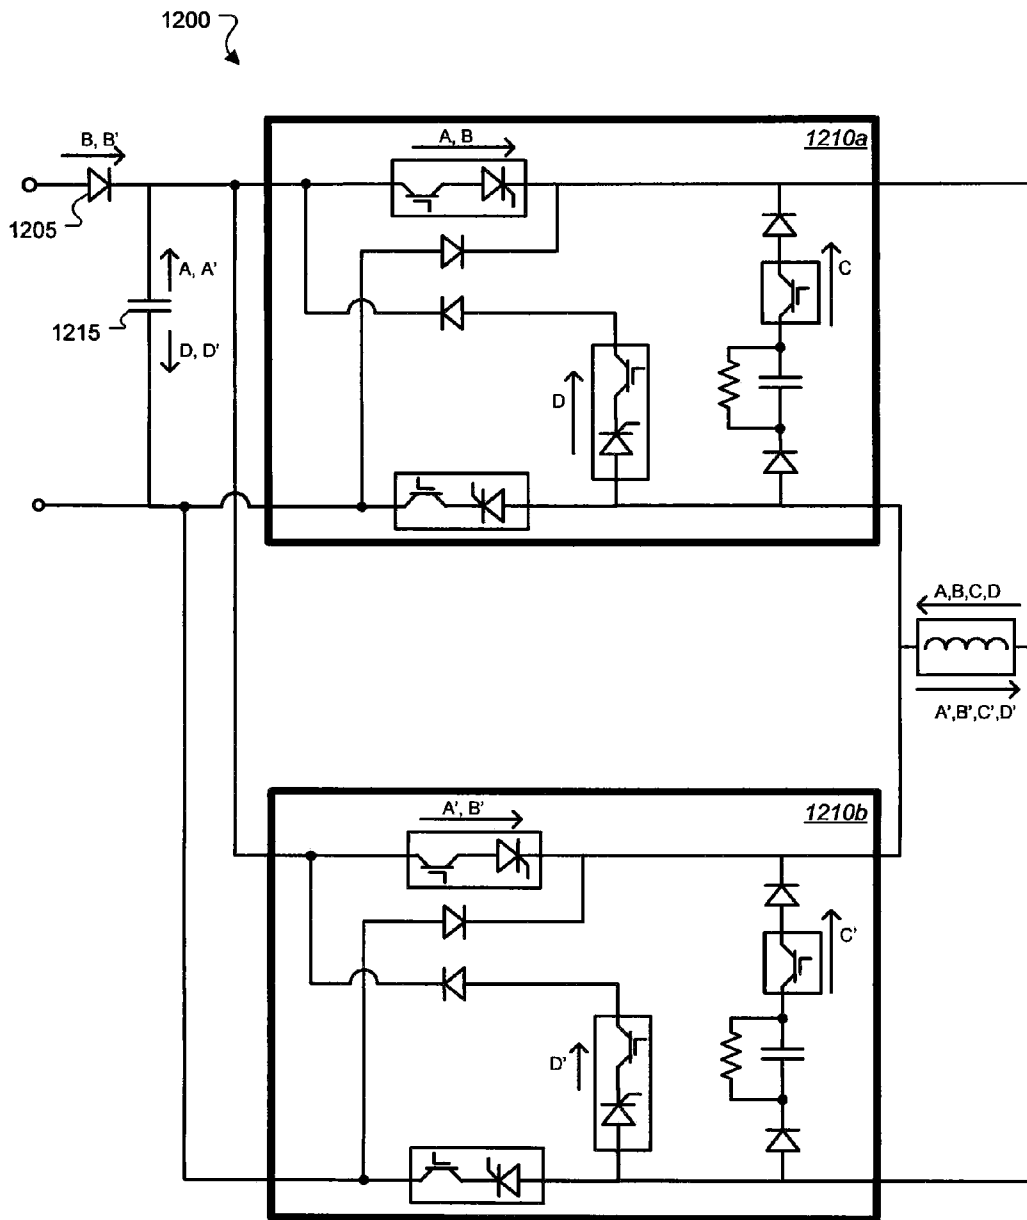 1200
1210a
A, B
B, B'
1205
A, A'
C
1215
D, D'
D
A,B,C,D
A',B',C',D'
1210b
A', B'
C'
D'